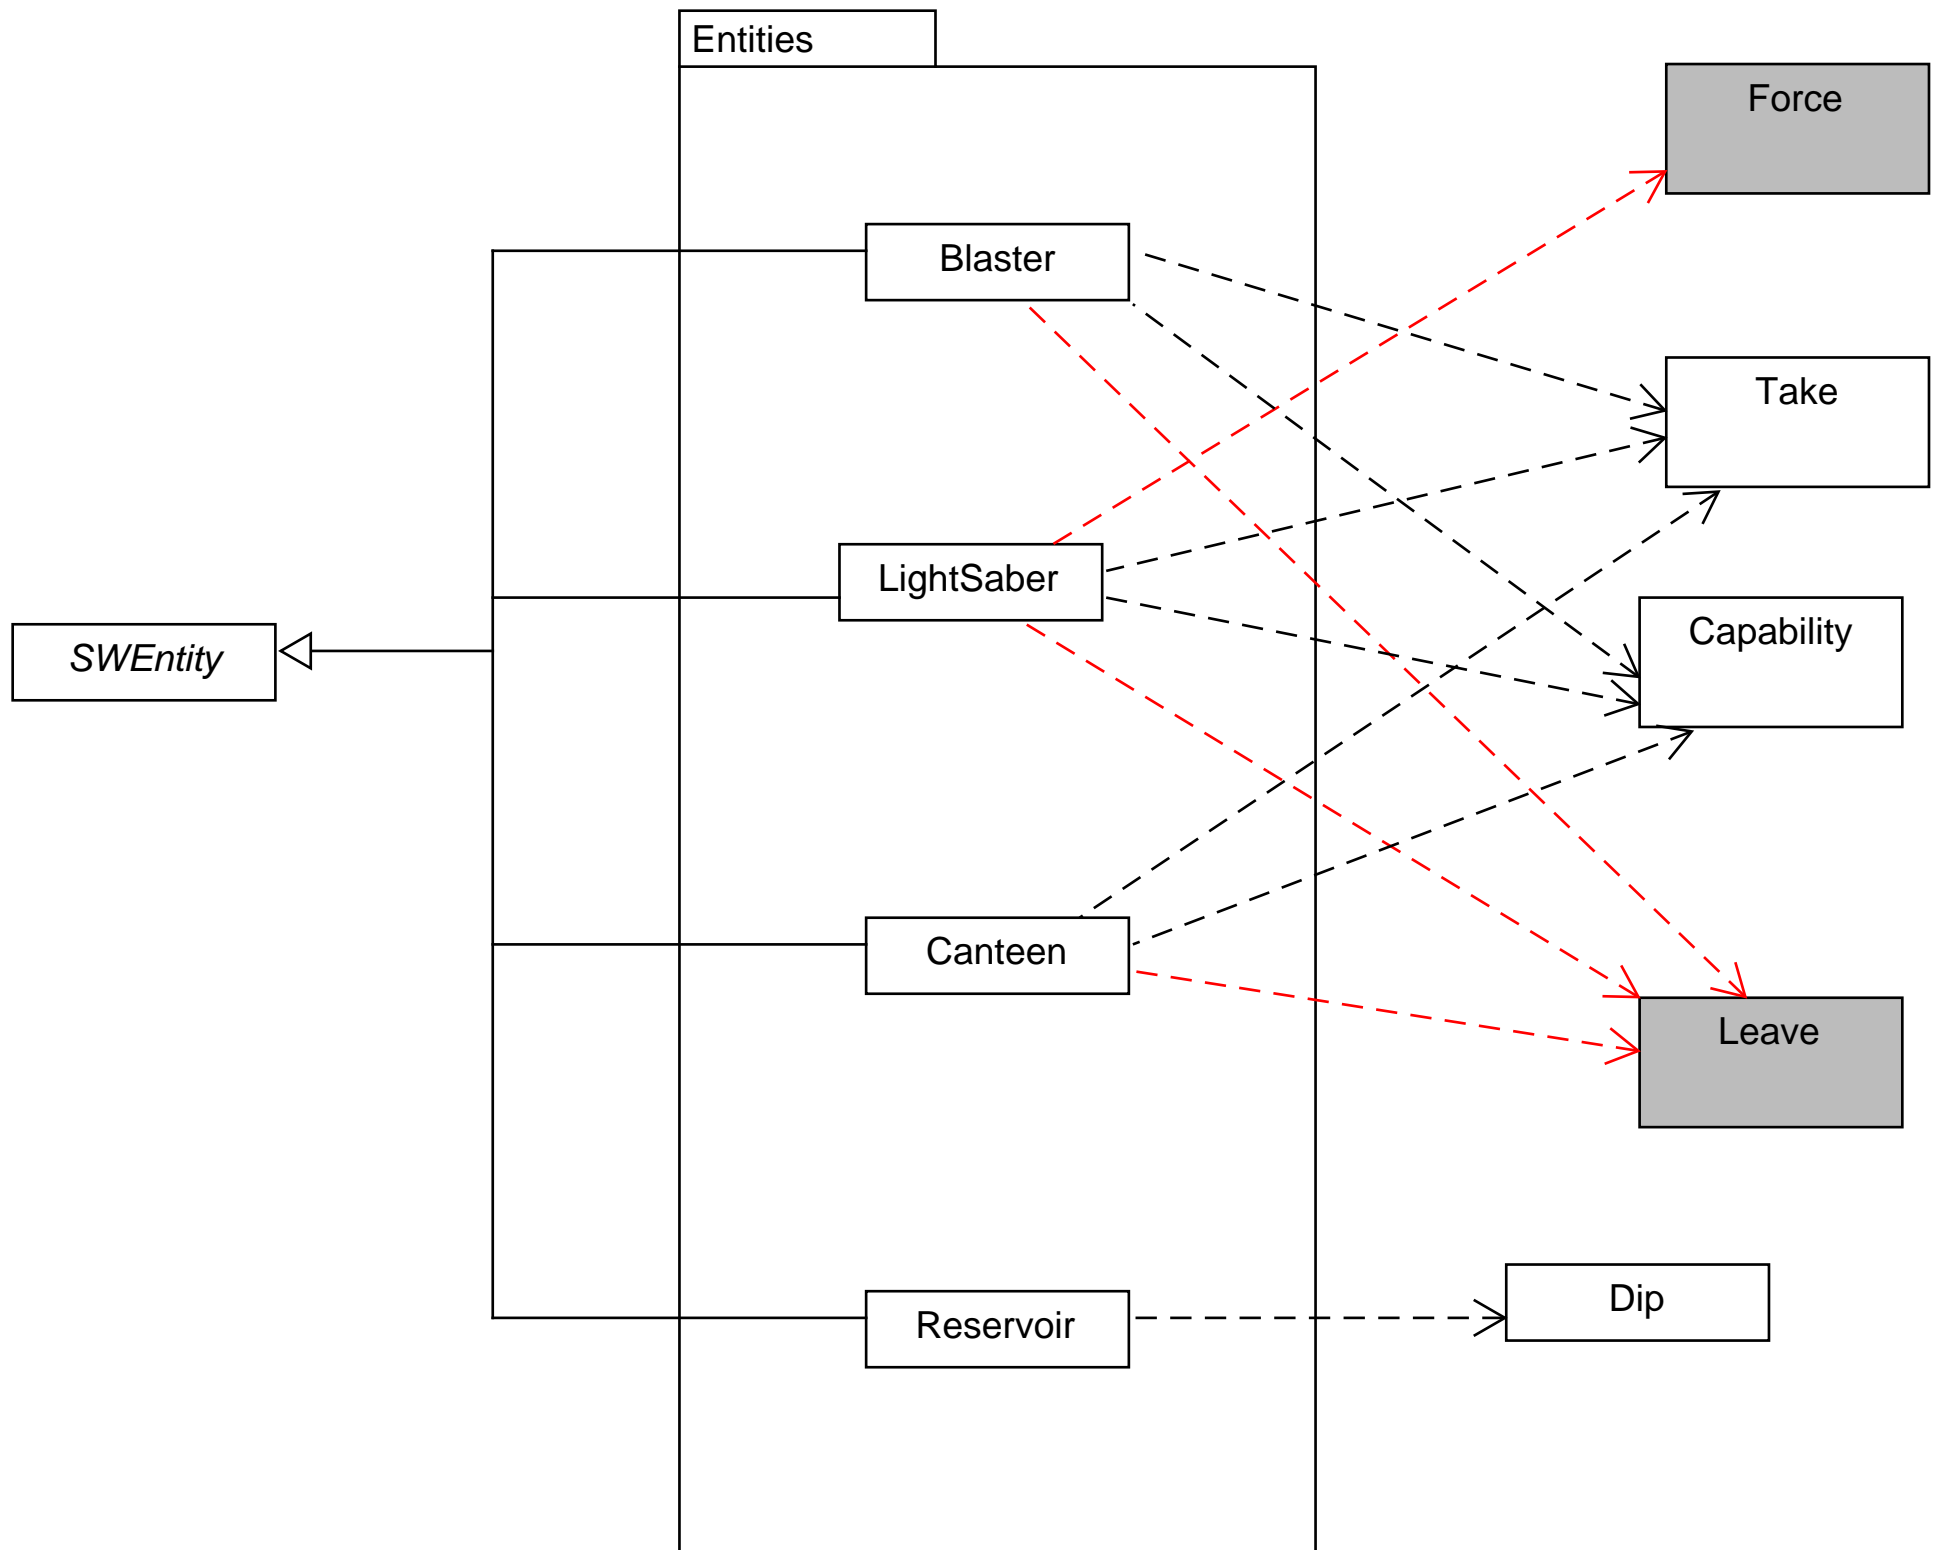 Entities
Force
Blaster
Take
LightSaber
Capability
SWEntity
Canteen
Leave
Dip
Reservoir